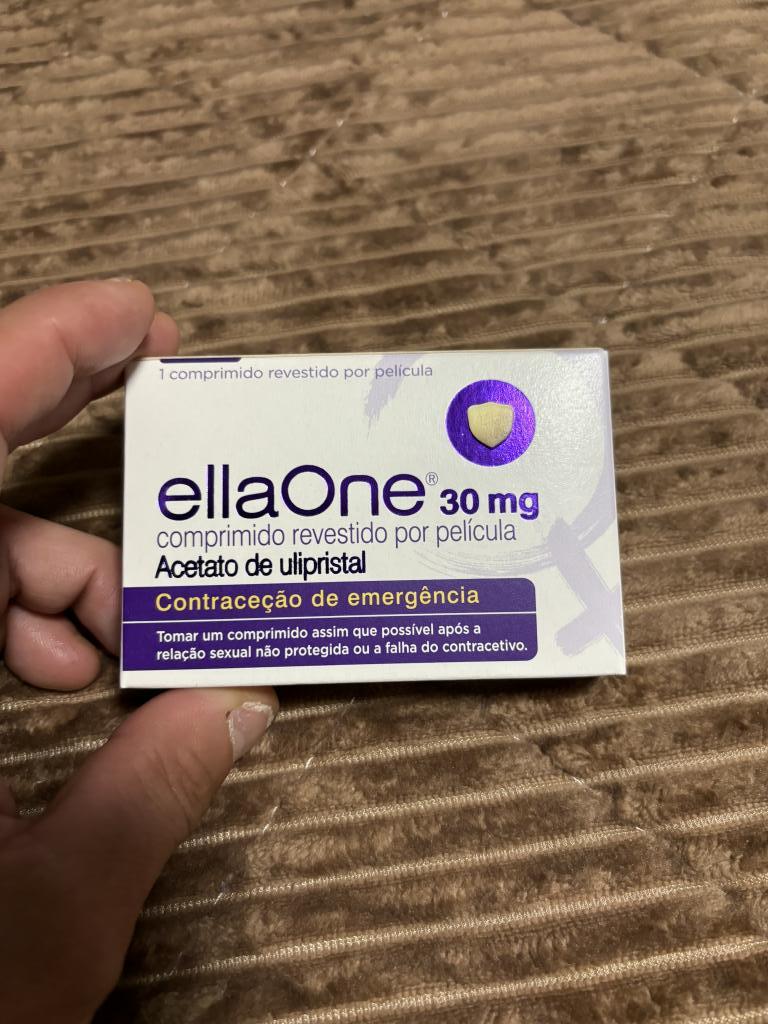 1 comprimido revestido por película
ellaOne® 30 mg
comprimido revestido por película
Acetato de ulipristal
Contraceção de emergência
Tomar um comprimido assim que possível após a
relação sexual não protegida ou a falha do contracetivo.